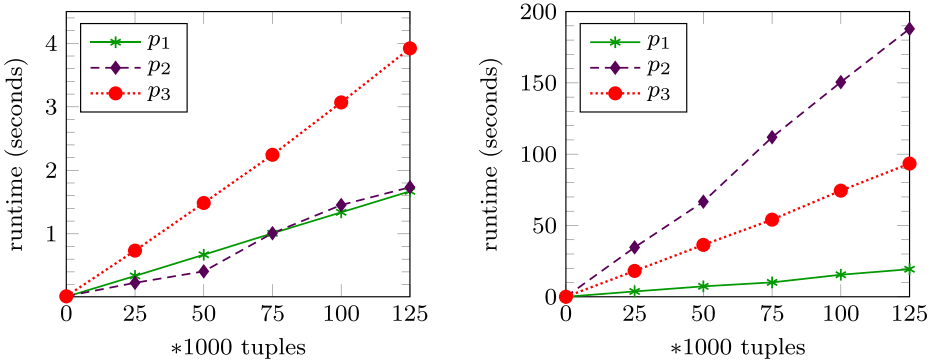 runtime (seconds)
4
3
2
1
0 25 50 75 100 125
*1000 tuples
p1
p2
p3
runtime (seconds)
200
150
100
50
0
0 25 50 75 100 125
*1000 tuples
p1
p2
p3